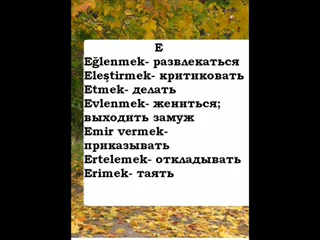 E
Eğlenmek- развлекаться
Eleştirmek- критиковать
Etmek- делать
Evlenmek- жениться;
выходить замуж
Emir vermek-
приказывать
Ertelemek- откладывать
Erimek- таять